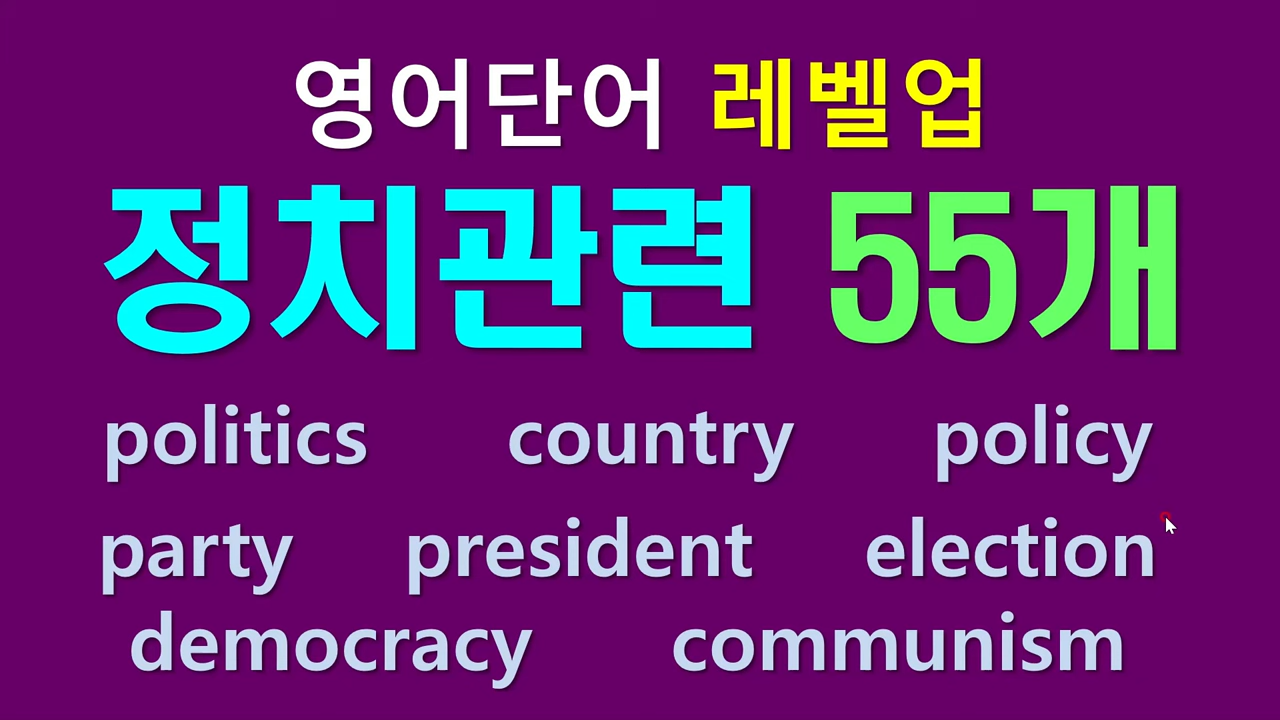 영어단어 레벨업
정치관련 55개
politics country policy
party president election
democracy communism